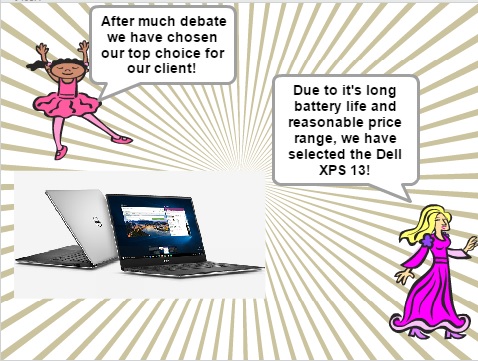 After much debate
we have chosen
our top choice for
our client!
Due to it's long
battery life and
reasonable price
range, we have
selected the Dell
XPS 13!